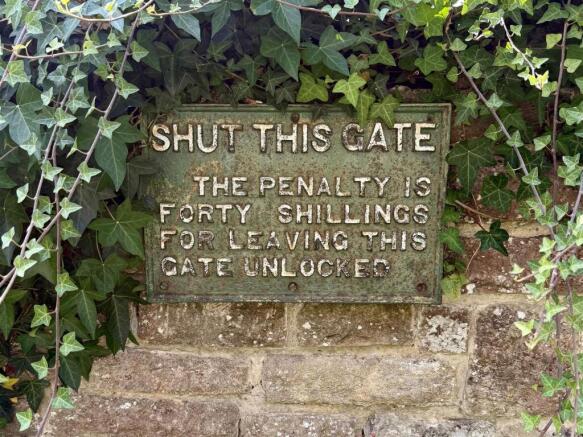 SHUT THIS GATE
THE PENALTY IS
FORTY SHILLINGS
FOR LEAVING THIS
GATE UNLOCKED